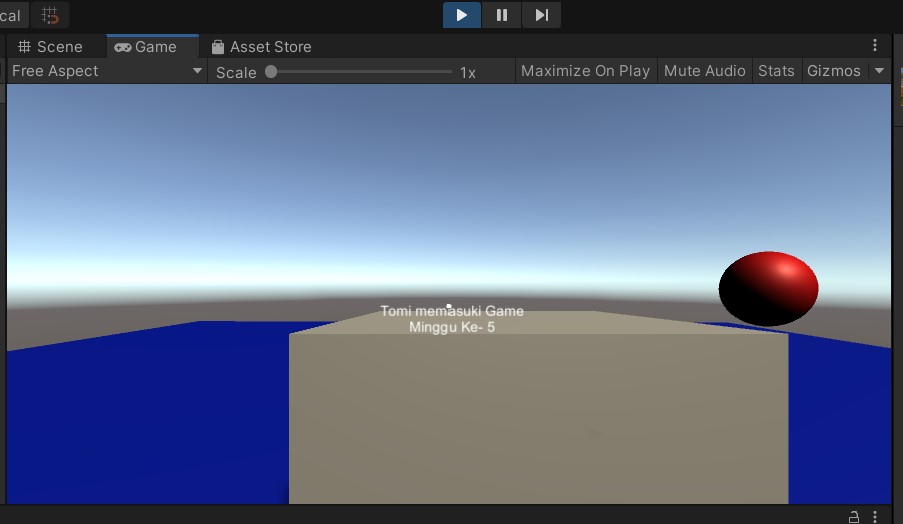 cal
Scene
Game
Asset Store
Free Aspect
Scale
1x
Maximize On Play
Mute Audio
Stats
Gizmos
Tomi memasuki Game
Minggu Ke- 5